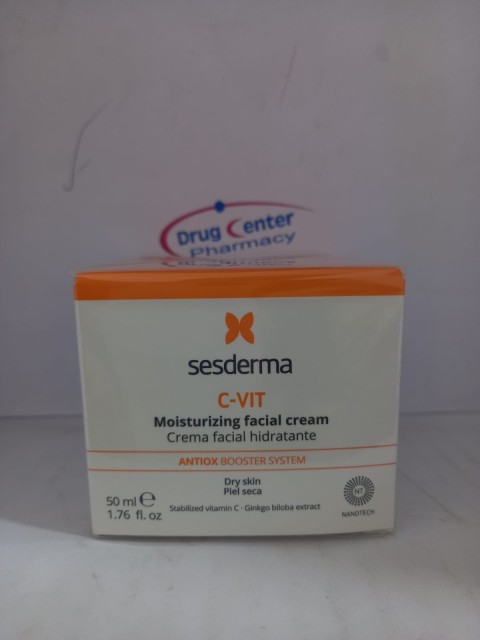 Drug Center
Pharmacy
sesderma
C-VIT
Moisturizing facial cream
Crema facial hidratante
ANTIOX BOOSTER SYSTEM
Dry skin
Piel seca
50 ml ℮
1.76 fl. oz
Stabilized vitamin C · Ginkgo biloba extract
NT
NANOTECH